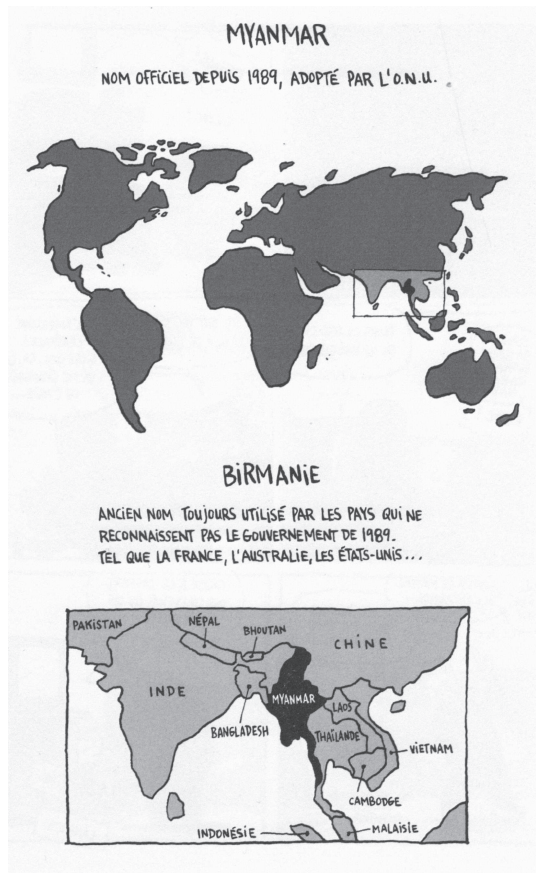 MYANMAR
NOM OFFICIEL DEPUIS 1989, ADOPTÉ PAR L'O.N.U.
BIRMANIE
ANCIEN NOM TOUJOURS UTILISÉ PAR LES PAYS QUI NE
RECONNAISSENT PAS LE GOUVERNEMENT DE 1989.
TEL QUE LA FRANCE, L'AUSTRALIE, LES ÉTATS-UNIS...
PAKISTAN
NÉPAL
BHOUTAN
CHINE
INDE
MYANMAR
LAOS
BANGLADESH
THAÏLANDE
VIETNAM
CAMBODGE
INDONÉSIE
MALAISIE